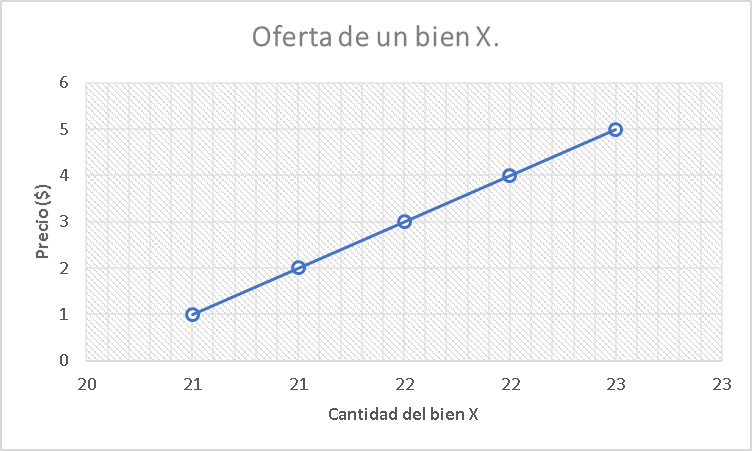 Oferta de un bien X.
6
5
4
3
2
1
0
Precio ($)
20 21 21 22 22 23 23
Cantidad del bien X